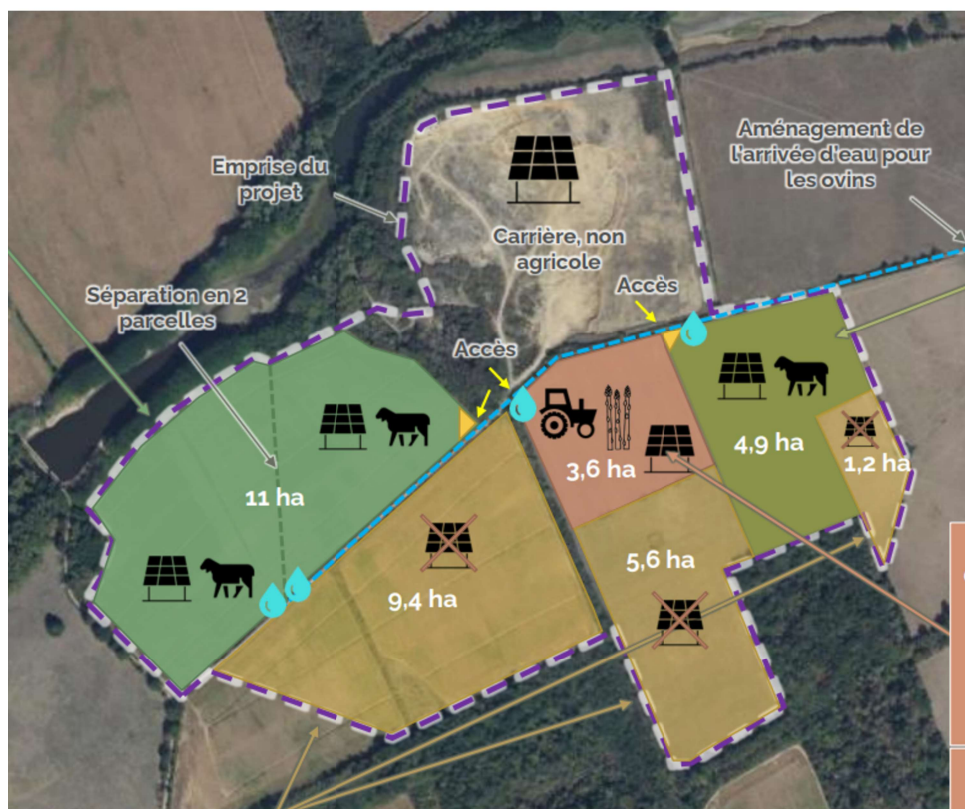 Aménagement de
l'arrivée d'eau pour
les ovins
Emprise du
projet
Carrière, non
agricole
Accès
Séparation en 2
parcelles
Accès
11 ha
3,6 ha
4,9 ha
1,2 ha
5,6 ha
9,4 ha